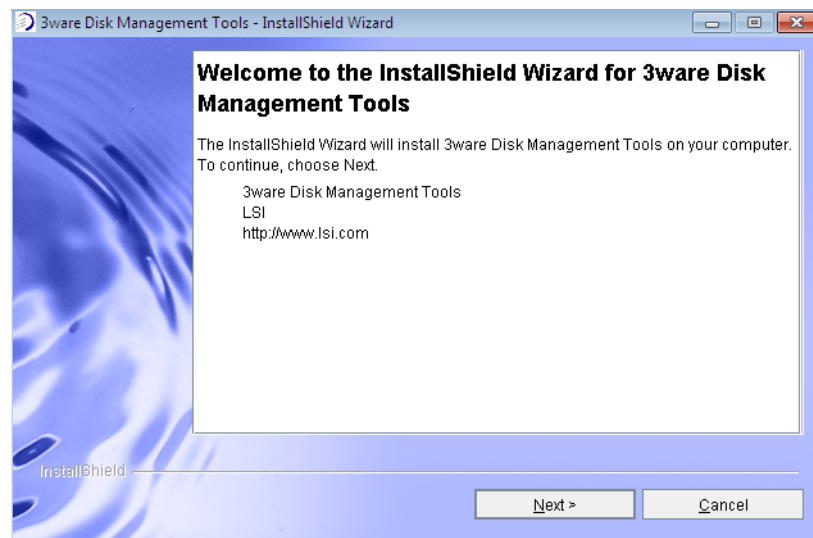 3ware Disk Management Tools - InstallShield Wizard
Welcome to the InstallShield Wizard for 3ware Disk
Management Tools
The InstallShield Wizard will install 3ware Disk Management Tools on your computer.
To continue, choose Next.
3ware Disk Management Tools
LSI
http://www.lsi.com
InstallShield
Next >
Cancel